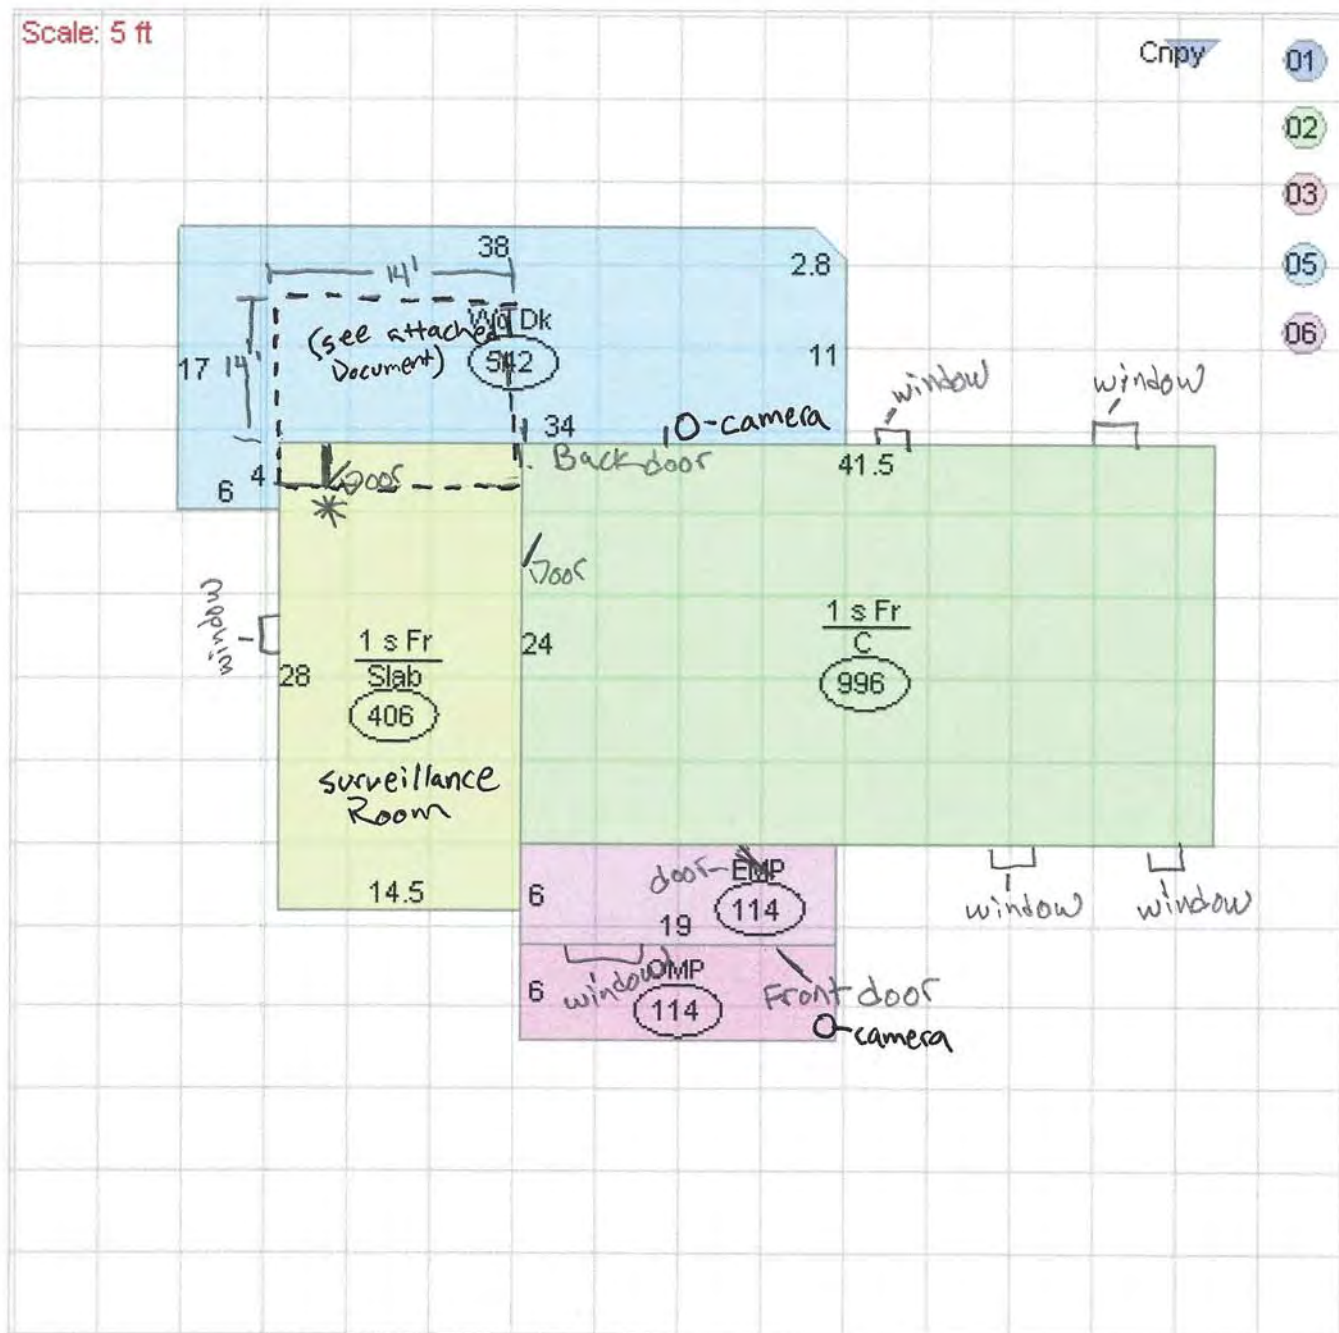 Scale: 5 ft
Cnpy
01
02
03
05
06
38
2.8
14'
Wd Dk
(see attached
Document)
542
17
14'
11
window
window
34
O-camera
Back door
41.5
4
6
Door
Door
window
1 s Fr
Slab
28
406
24
1 s Fr
C
996
surveillance
Room
14.5
door
EMP
6
114
19
window
window
window
OMP
6
114
Front door
O-camera